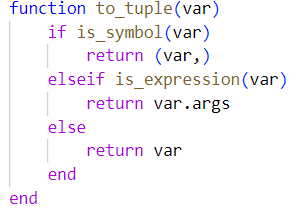 function to_tuple(var)
    if is_symbol(var)
        return (var,)
    elseif is_expression(var)
        return var.args
    else
        return var
    end
end